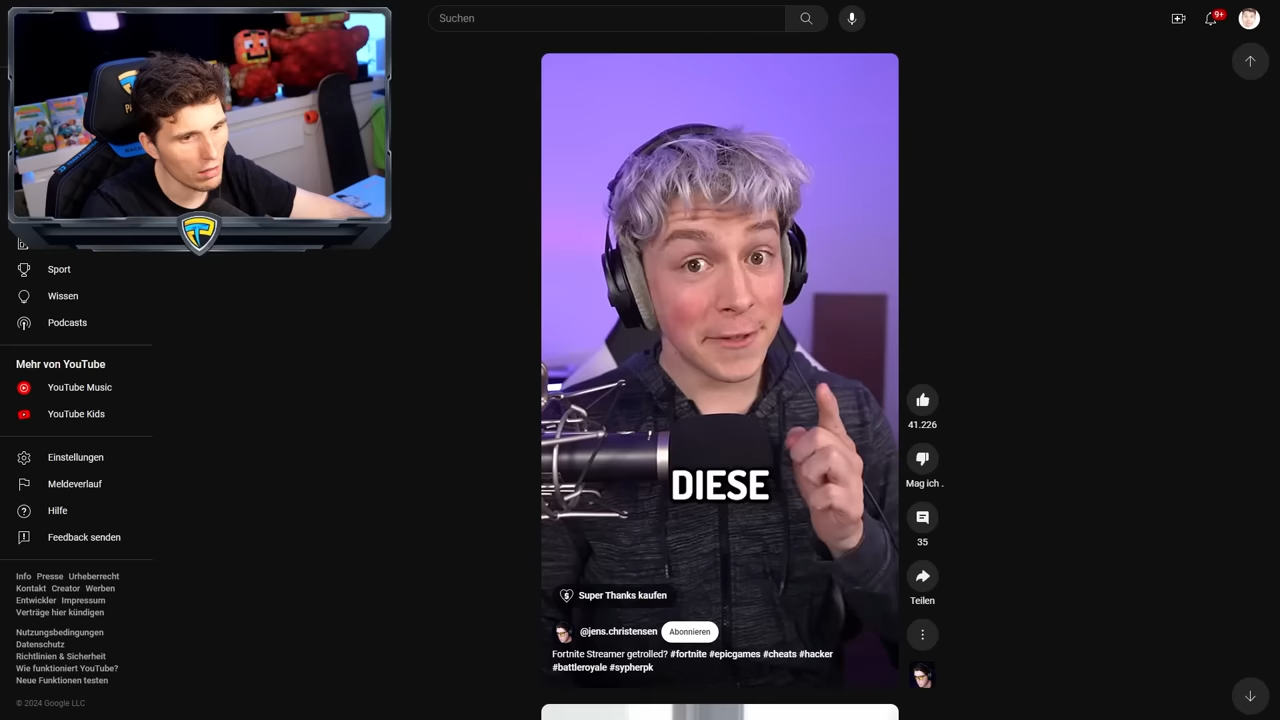 Suchen
9+
Sport
Wissen
Podcasts
Mehr von YouTube
YouTube Music
YouTube Kids
Einstellungen
Meldeverlauf
Hilfe
Feedback senden
Info Presse Urheberrecht
Kontakt Creator Werben
Entwickler Impressum
Verträge hier kündigen
Nutzungsbedingungen
Datenschutz
Richtlinien & Sicherheit
Wie funktioniert YouTube?
Neue Funktionen testen
© 2024 Google LLC
DIESE
Super Thanks kaufen
@jens.christensen Abonnieren
Fortnite Streamer getrolled? #fortnite #epicgames #cheats #hacker
#battleroyale #sypherpk
41.226
Mag ich .
35
Teilen